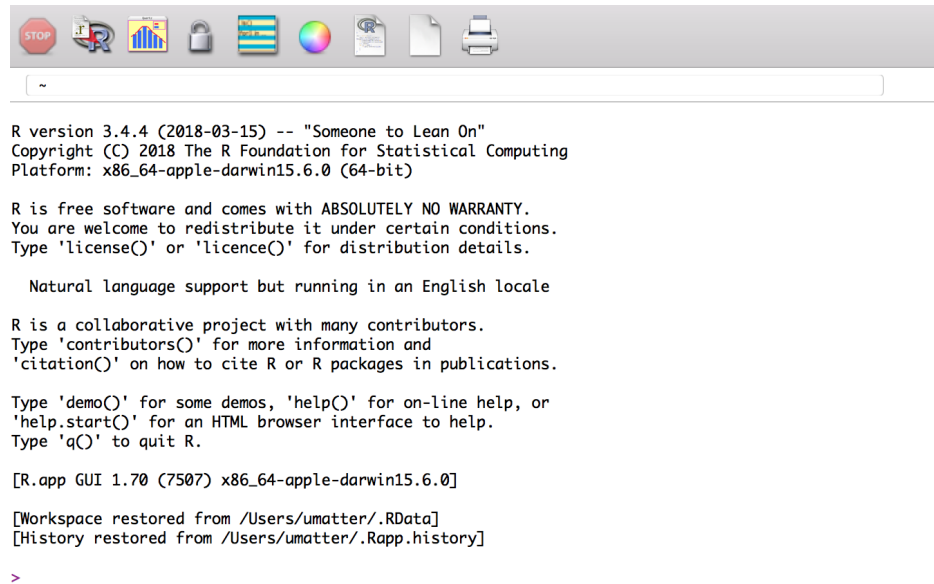 STOP
R
R
~
R version 3.4.4 (2018-03-15) -- "Someone to Lean On"
Copyright (C) 2018 The R Foundation for Statistical Computing
Platform: x86_64-apple-darwin15.6.0 (64-bit)
R is free software and comes with ABSOLUTELY NO WARRANTY.
You are welcome to redistribute it under certain conditions.
Type 'license()' or 'licence()' for distribution details.
Natural language support but running in an English locale
R is a collaborative project with many contributors.
Type 'contributors()' for more information and
'citation()' on how to cite R or R packages in publications.
Type 'demo()' for some demos, 'help()' for on-line help, or
'help.start()' for an HTML browser interface to help.
Type 'q()' to quit R.
[R.app GUI 1.70 (7507) x86_64-apple-darwin15.6.0]
[Workspace restored from /Users/umatter/.RData]
[History restored from /Users/umatter/.Rapp.history]
>